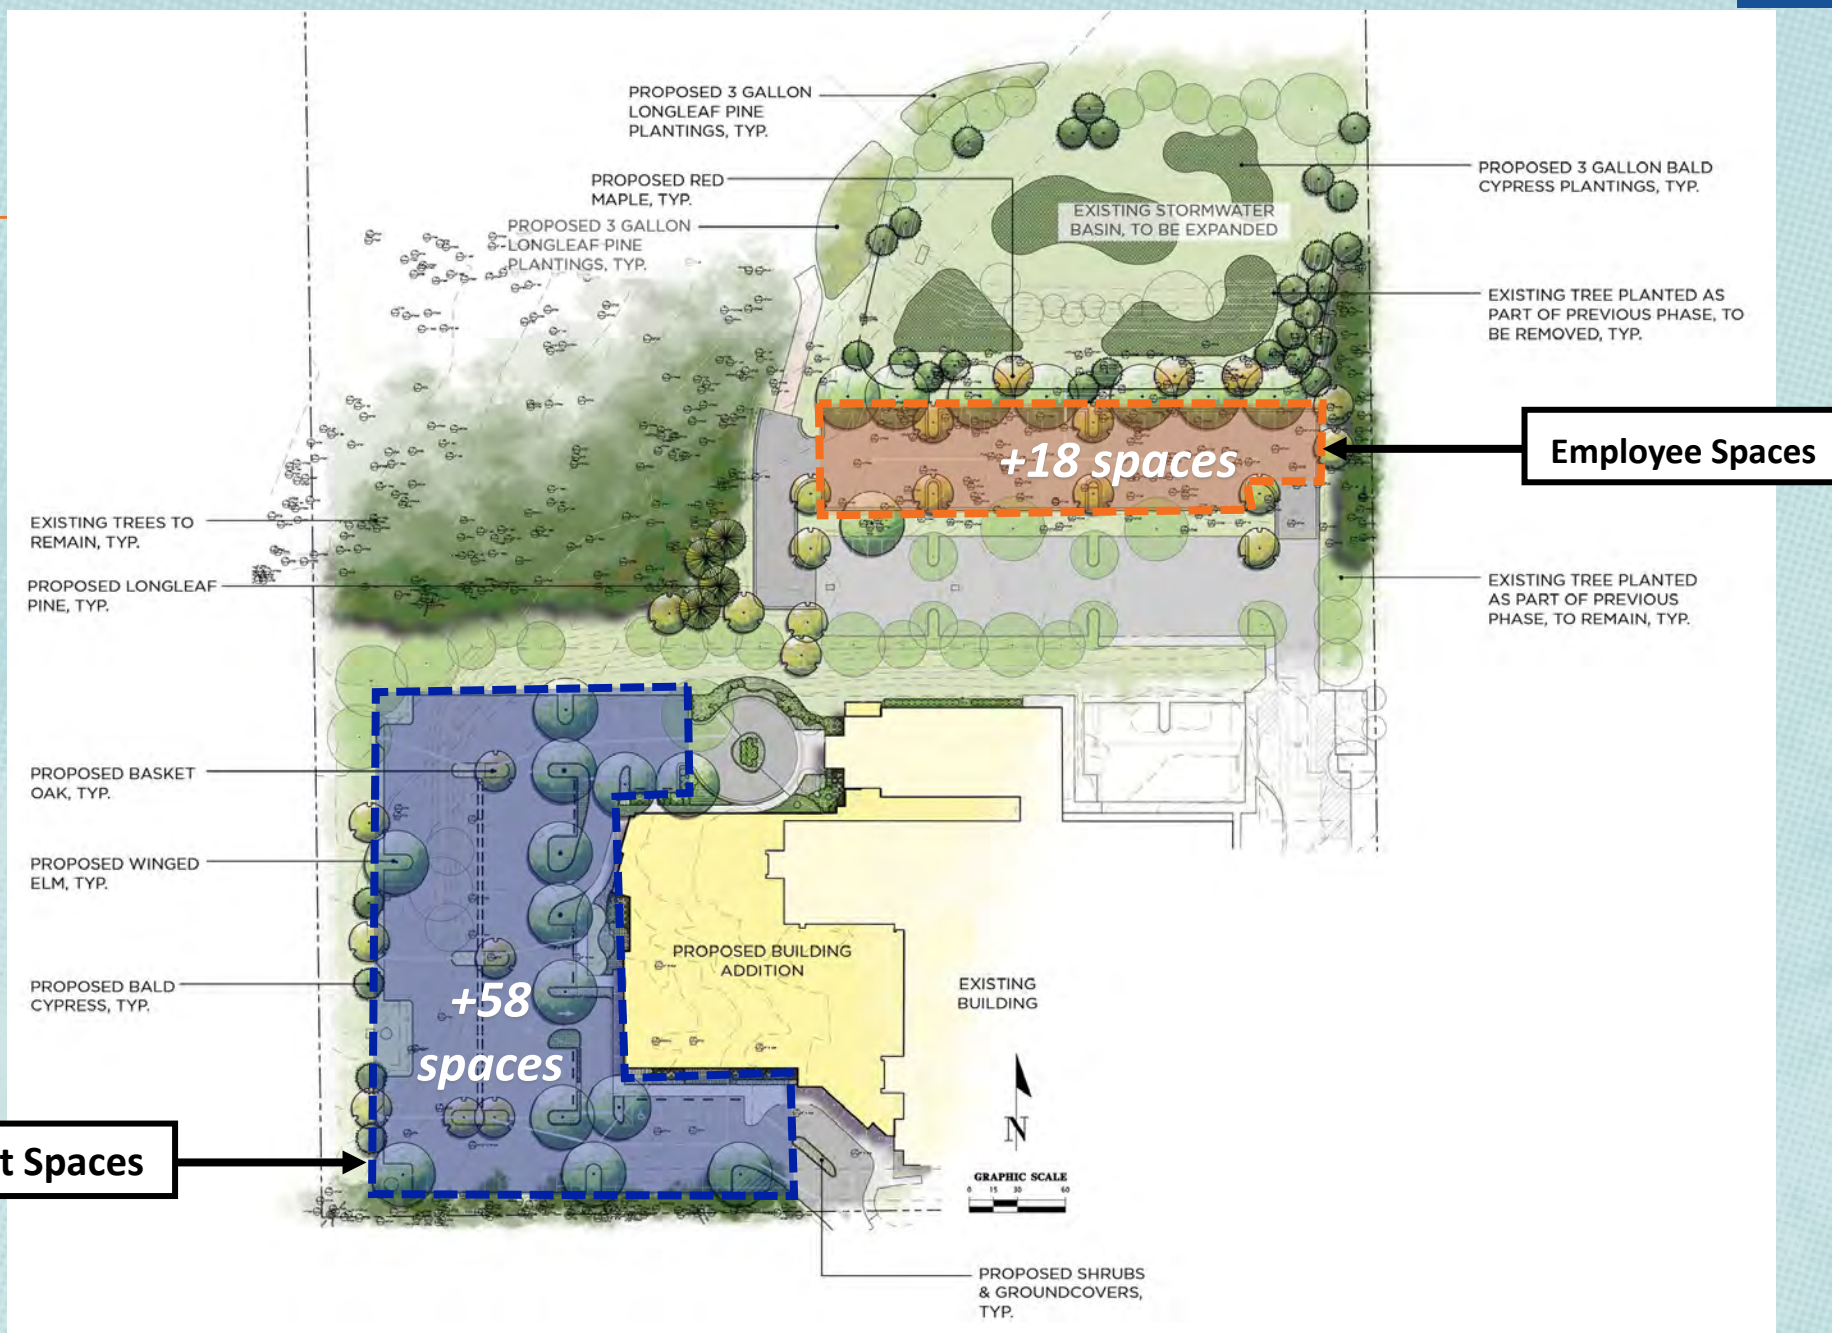 PROPOSED 3 GALLON
LONGLEAF PINE
PLANTINGS, TYP.
PROPOSED RED
MAPLE, TYP.
PROPOSED 3 GALLON
LONGLEAF PINE
PLANTINGS, TYP.
PROPOSED 3 GALLON BALD
CYPRESS PLANTINGS, TYP.
EXISTING STORMWATER
BASIN, TO BE EXPANDED
EXISTING TREE PLANTED AS
PART OF PREVIOUS PHASE, TO
BE REMOVED, TYP.
+18 spaces
Employee Spaces
EXISTING TREES TO
REMAIN, TYP.
PROPOSED LONGLEAF
PINE, TYP.
EXISTING TREE PLANTED
AS PART OF PREVIOUS
PHASE, TO REMAIN, TYP.
PROPOSED BASKET
OAK, TYP.
PROPOSED WINGED
ELM, TYP.
PROPOSED BALD
CYPRESS, TYP.
PROPOSED BUILDING
ADDITION
EXISTING
BUILDING
+58
spaces
t Spaces
N
GRAPHIC SCALE
0 15 30 60
PROPOSED SHRUBS
& GROUNDCOVERS,
TYP.